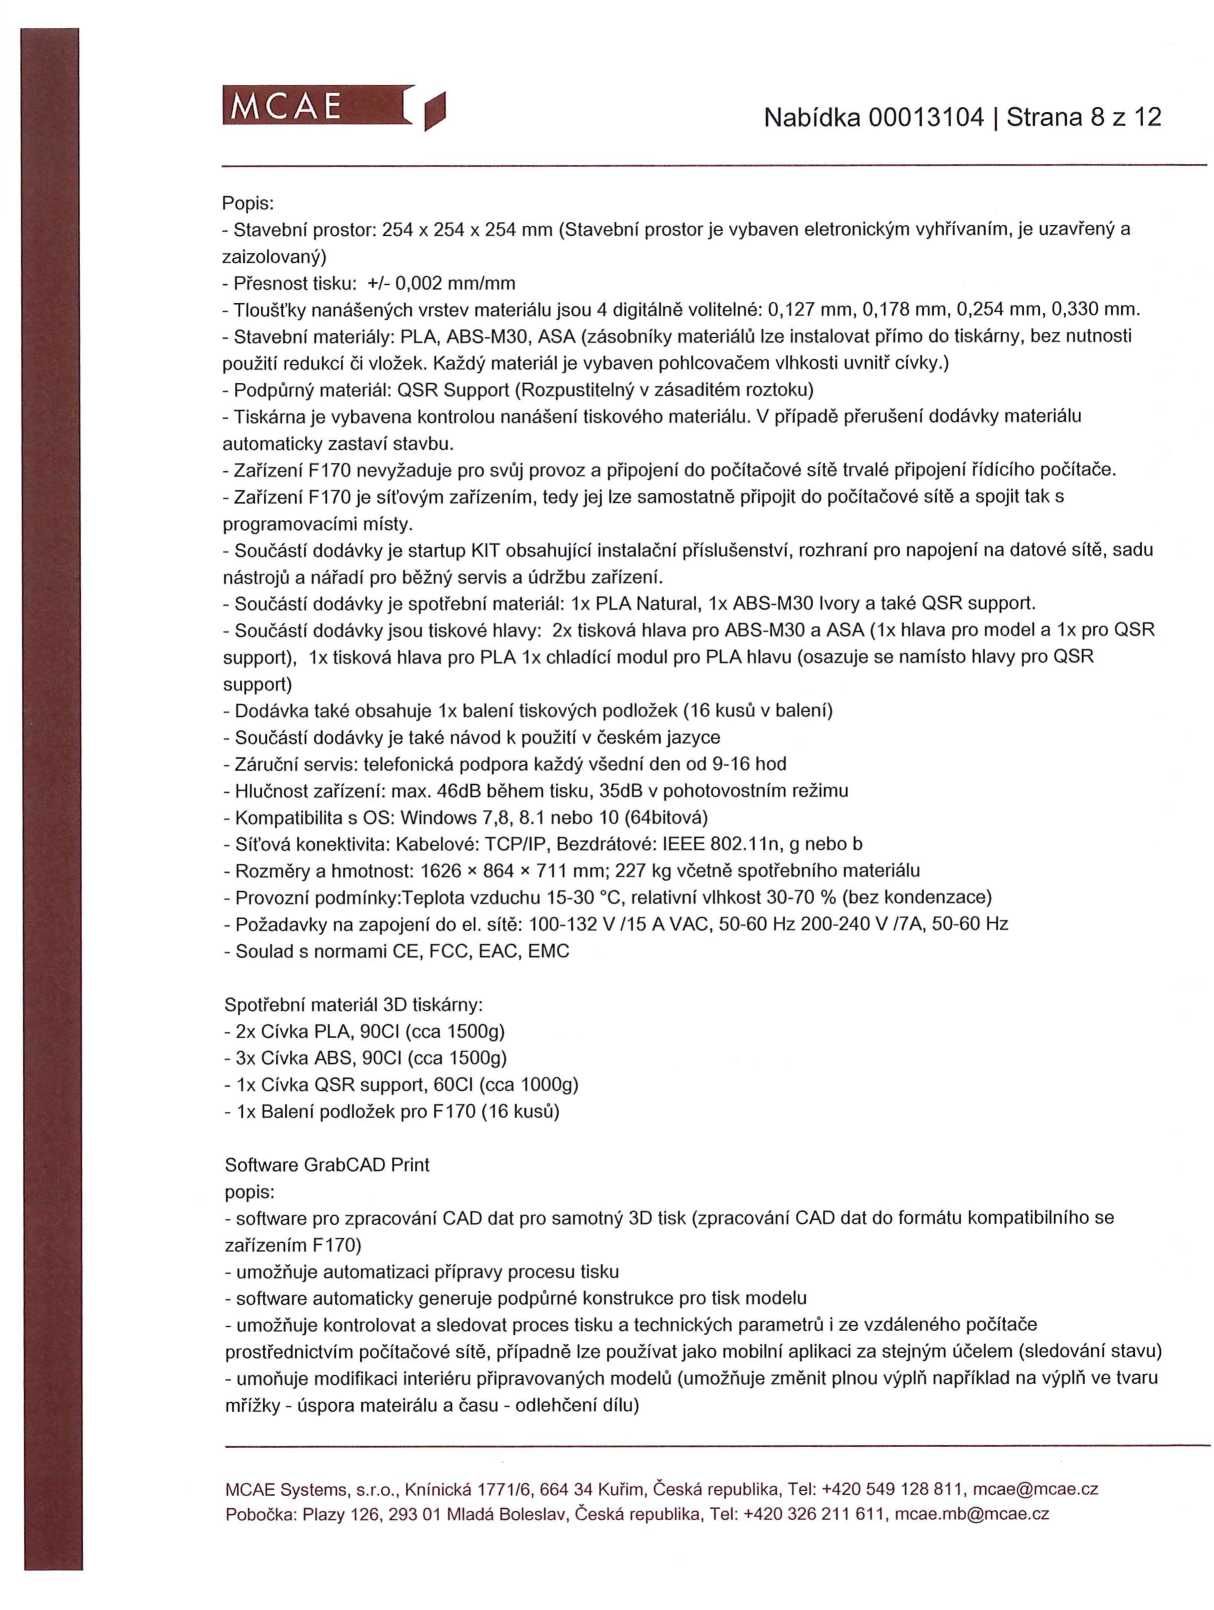 MCAE
Nabídka 00013104 | Strana 8 z 12
Popis:
- Stavební prostor: 254 x 254 x 254 mm (Stavební prostor je vybaven eletronickým vyhříváním, je uzavřený a
zaizolovaný)
- Přesnost tisku:  +/- 0,002 mm/mm
- Tloušťky nanášených vrstev materiálu jsou 4 digitálně volitelné: 0,127 mm, 0,178 mm, 0,254 mm, 0,330 mm.
- Stavební materiály: PLA, ABS-M30, ASA (zásobníky materiálů lze instalovat přímo do tiskárny, bez nutnosti
použití redukcí či vložek. Každý materiál je vybaven pohlcovačem vlhkosti uvnitř cívky.)
- Podpůrný materiál: QSR Support (Rozpustitelný v zásaditém roztoku)
- Tiskárna je vybavena kontrolou nanášení tiskového materiálu. V případě přerušení dodávky materiálu
automaticky zastaví stavbu.
- Zařízení F170 nevyžaduje pro svůj provoz a připojení do počítačové sítě trvalé připojení řídícího počítače.
- Zařízení F170 je síťovým zařízením, tedy jej lze samostatně připojit do počítačové sítě a spojit tak s
programovacími místy.
- Součástí dodávky je startup KIT obsahující instalační příslušenství, rozhraní pro napojení na datové sítě, sadu
nástrojů a nářadí pro běžný servis a údržbu zařízení.
- Součástí dodávky je spotřební materiál: 1x PLA Natural, 1x ABS-M30 Ivory a také QSR support.
- Součástí dodávky jsou tiskové hlavy:  2x tisková hlava pro ABS-M30 a ASA (1x hlava pro model a 1x pro QSR
support),  1x tisková hlava pro PLA 1x chladící modul pro PLA hlavu (osazuje se namísto hlavy pro QSR
support)
- Dodávka také obsahuje 1x balení tiskových podložek (16 kusů v balení)
- Součástí dodávky je také návod k použití v českém jazyce
- Záruční servis: telefonická podpora každý všední den od 9-16 hod
- Hlučnost zařízení: max. 46dB během tisku, 35dB v pohotovostním režimu
- Kompatibilita s OS: Windows 7,8, 8.1 nebo 10 (64bitová)
- Síťová konektivita: Kabelové: TCP/IP, Bezdrátové: IEEE 802.11n, g nebo b
- Rozměry a hmotnost: 1626 × 864 × 711 mm; 227 kg včetně spotřebního materiálu
- Provozní podmínky:Teplota vzduchu 15-30 °C, relativní vlhkost 30-70 % (bez kondenzace)
- Požadavky na zapojení do el. sítě: 100-132 V /15 A VAC, 50-60 Hz 200-240 V /7A, 50-60 Hz
- Soulad s normami CE, FCC, EAC, EMC
Spotřební materiál 3D tiskárny:
- 2x Cívka PLA, 90CI (cca 1500g)
- 3x Cívka ABS, 90CI (cca 1500g)
- 1x Cívka QSR support, 60CI (cca 1000g)
- 1x Balení podložek pro F170 (16 kusů)
Software GrabCAD Print
popis:
- software pro zpracování CAD dat pro samotný 3D tisk (zpracování CAD dat do formátu kompatibilního se
zařízením F170)
- umožňuje automatizaci přípravy procesu tisku
- software automaticky generuje podpůrné konstrukce pro tisk modelu
- umožňuje kontrolovat a sledovat proces tisku a technických parametrů i ze vzdáleného počítače
prostřednictvím počítačové sítě, případně lze používat jako mobilní aplikaci za stejným účelem (sledování stavu)
- umoňuje modifikaci interiéru připravovaných modelů (umožňuje změnit plnou výplň například na výplň ve tvaru
mřížky - úspora mateirálu a času - odlehčení dílu)
MCAE Systems, s.r.o., Knínická 1771/6, 664 34 Kuřim, Česká republika, Tel: +420 549 128 811, mcae@mcae.cz
Pobočka: Plazy 126, 293 01 Mladá Boleslav, Česká republika, Tel: +420 326 211 611, mcae.mb@mcae.cz